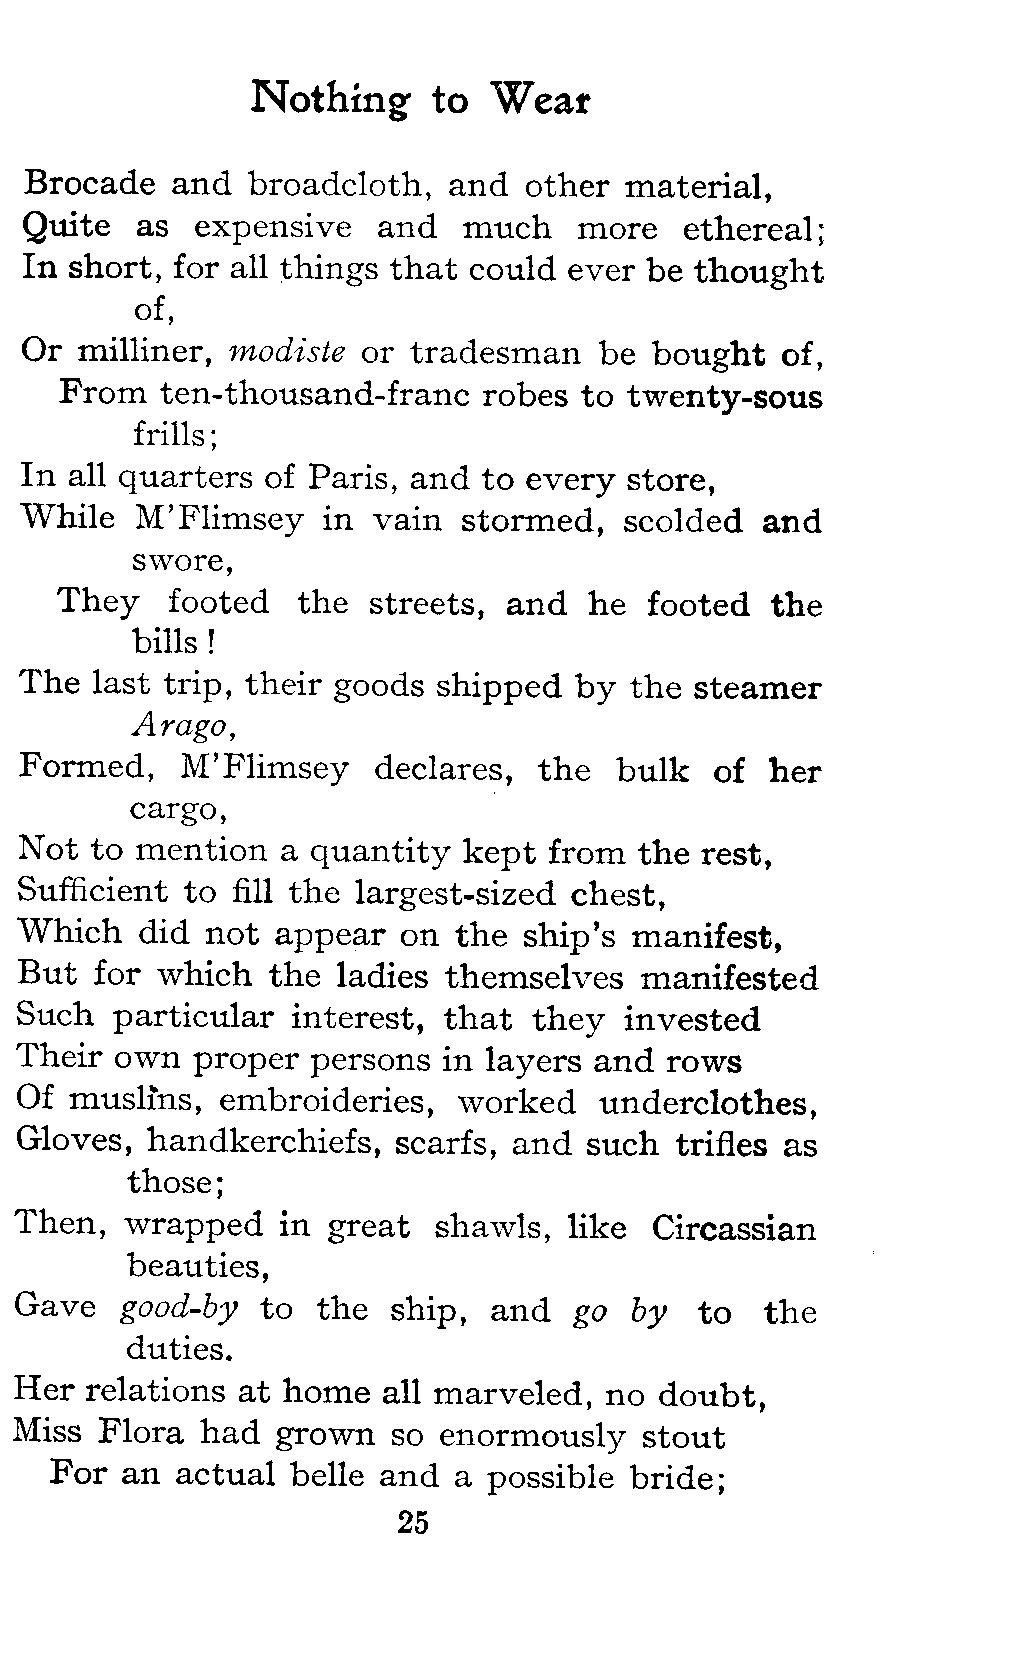 Nothing to Wear
Brocade and broadcloth, and other material,
Quite as expensive and much more ethereal;
In short, for all things that could ever be thought
of,
Or milliner, modiste or tradesman be bought of,
From ten-thousand-franc robes to twenty-sous
frills;
In all quarters of Paris, and to every store,
While M'Flimsey in vain stormed, scolded and
swore,
They footed the streets, and he footed the
bills!
The last trip, their goods shipped by the steamer
Arago,
Formed, M'Flimsey declares, the bulk of her
cargo,
Not to mention a quantity kept from the rest,
Sufficient to fill the largest-sized chest,
Which did not appear on the ship's manifest,
But for which the ladies themselves manifested
Such particular interest, that they invested
Their own proper persons in layers and rows
Of muslins, embroideries, worked underclothes,
Gloves, handkerchiefs, scarfs, and such trifles as
those;
Then, wrapped in great shawls, like Circassian
beauties,
Gave good-by to the ship, and go by to the
duties.
Her relations at home all marveled, no doubt,
Miss Flora had grown so enormously stout
For an actual belle and a possible bride;
25